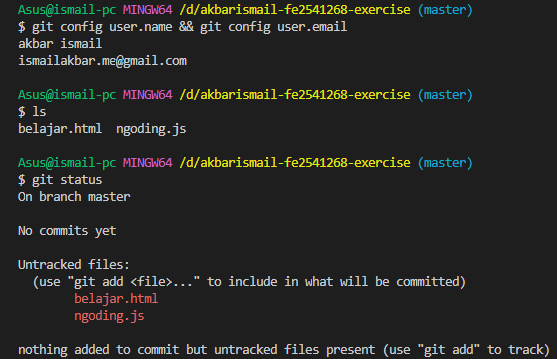 Asus@ismail-pc MINGW64 /d/akbarismail-fe2541268-exercise (master)
$ git config user.name && git config user.email
akbar ismail
ismailakbar.me@gmail.com
Asus@ismail-pc MINGW64 /d/akbarismail-fe2541268-exercise (master)
$ ls
belajar.html  ngoding.js
Asus@ismail-pc MINGW64 /d/akbarismail-fe2541268-exercise (master)
$ git status
On branch master
No commits yet
Untracked files:
  (use "git add <file>..." to include in what will be committed)
        belajar.html
        ngoding.js
nothing added to commit but untracked files present (use "git add" to track)